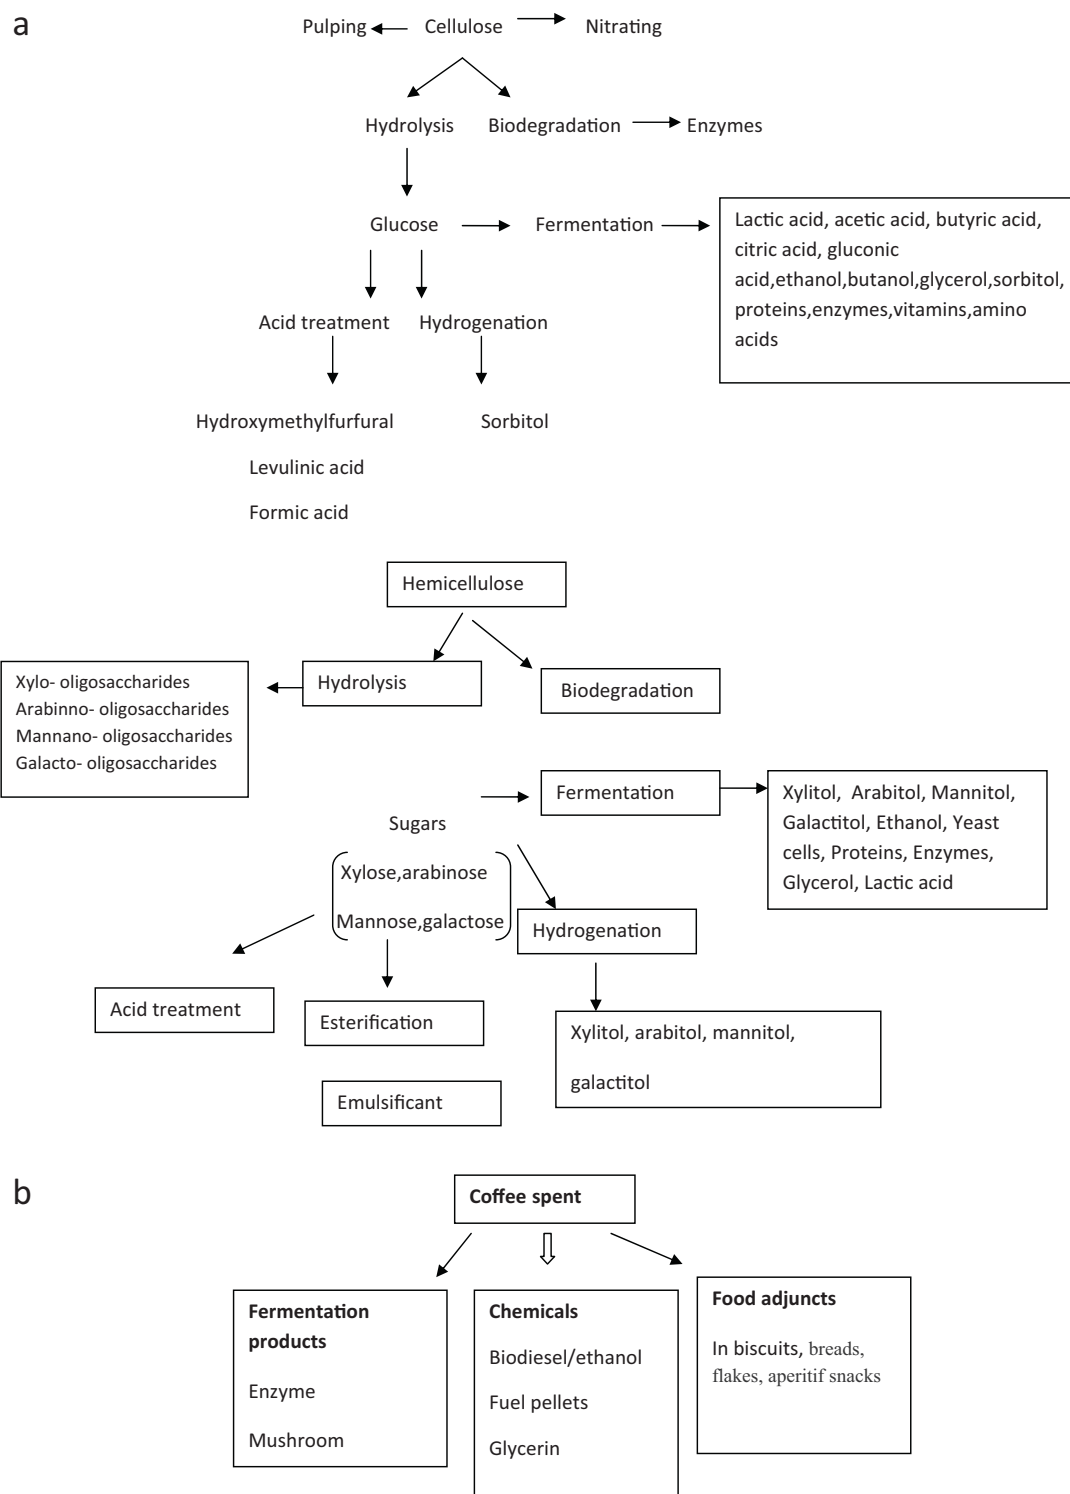 a
Pulping Cellulose Nitrating
Hydrolysis Biodegradation Enzymes
Glucose Fermentation
Lactic acid, acetic acid, butyric acid,
citric acid, gluconic
acid,ethanol,butanol,glycerol,sorbitol,
proteins,enzymes,vitamins,amino
acids
Acid treatment Hydrogenation
Hydroxymethylfurfural Sorbitol
Levulinic acid
Formic acid
Hemicellulose
Hydrolysis
Biodegradation
Xylo- oligosaccharides
Arabinno- oligosaccharides
Mannano- oligosaccharides
Galacto- oligosaccharides
Fermentation
Xylitol, Arabitol, Mannitol,
Galactitol, Ethanol, Yeast
cells, Proteins, Enzymes,
Glycerol, Lactic acid
Sugars
Xylose,arabinose
Mannose,galactose
Hydrogenation
Acid treatment
Esterification
Xylitol, arabitol, mannitol,
galactitol
Emulsificant
b
Coffee spent
Fermentation
products
Enzyme
Mushroom
Chemicals
Biodiesel/ethanol
Fuel pellets
Glycerin
Food adjuncts
In biscuits, breads,
flakes, aperitif snacks